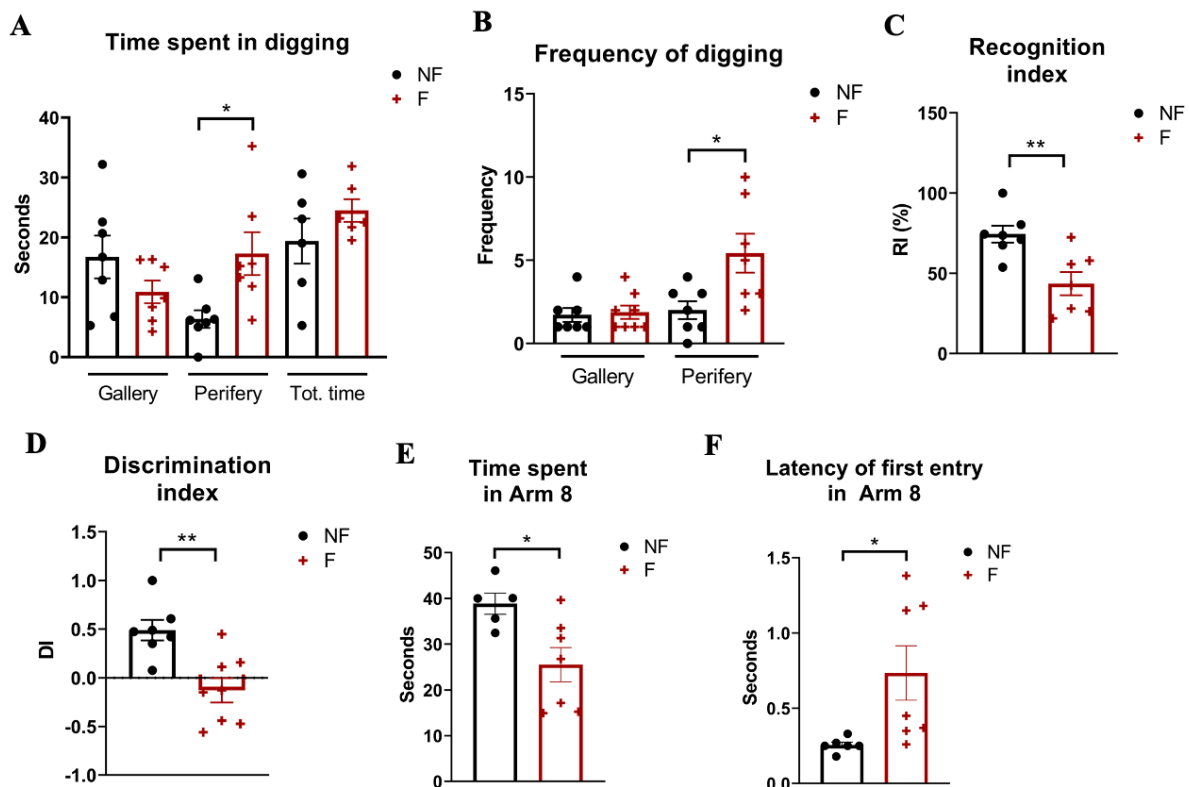 A
Time spent in digging
NF
F
*
40
30
20
10
0
Seconds
Gallery
Perifery
Tot. time
B
Frequency of digging
NF
F
*
15
10
5
0
Frequency
Gallery
Perifery
C
Recognition
index
NF
F
**
150
100
50
0
RI (%)
D
Discrimination
index
NF
F
**
1.5
1.0
0.5
0.0
-0.5
-1.0
DI
E
Time spent
in Arm 8
NF
F
*
50
40
30
20
10
0
Seconds
F
Latency of first entry
in Arm 8
NF
F
*
1.5
1.0
0.5
0.0
Seconds